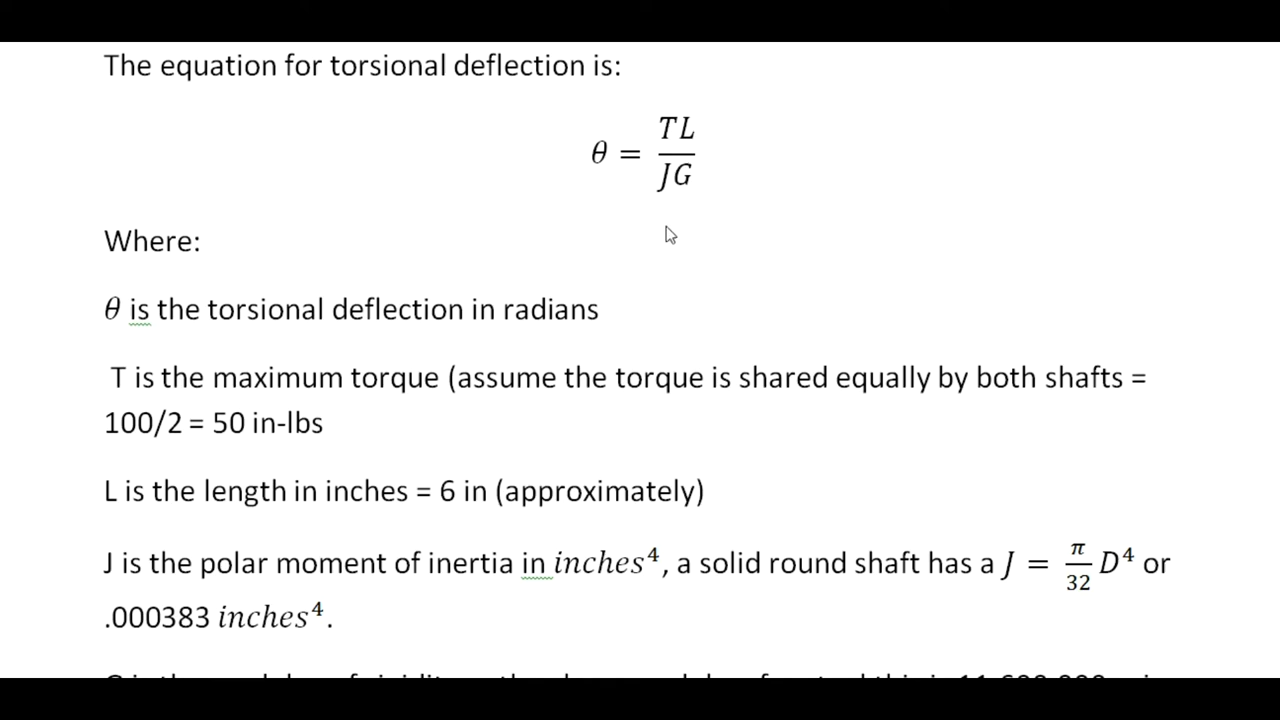 The equation for torsional deflection is:
θ = TL/JG
Where:
θ is the torsional deflection in radians
T is the maximum torque (assume the torque is shared equally by both shafts =
100/2 = 50 in-lbs
L is the length in inches = 6 in (approximately)
J is the polar moment of inertia in inches⁴, a solid round shaft has a J = π/32 D⁴ or
.000383 inches⁴.